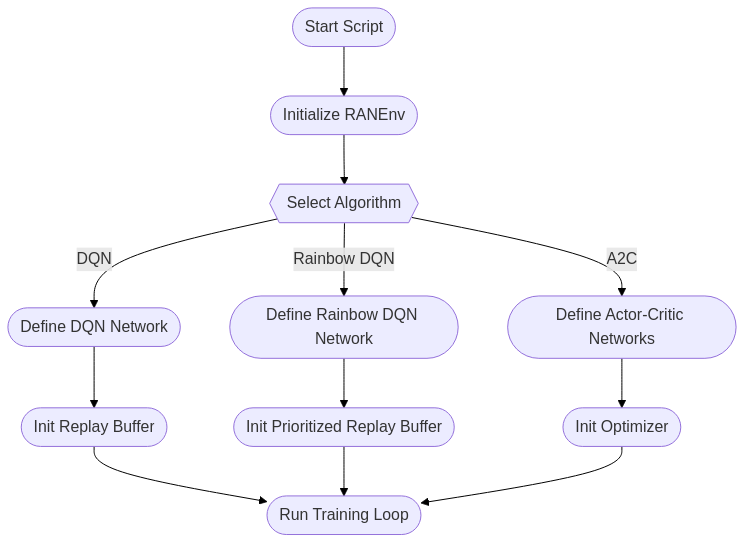 Start Script
Initialize RANEnv
Select Algorithm
DQN
Rainbow DQN
A2C
Define DQN Network
Define Rainbow DQN
Network
Define Actor-Critic
Networks
Init Replay Buffer
Init Prioritized Replay Buffer
Init Optimizer
Run Training Loop